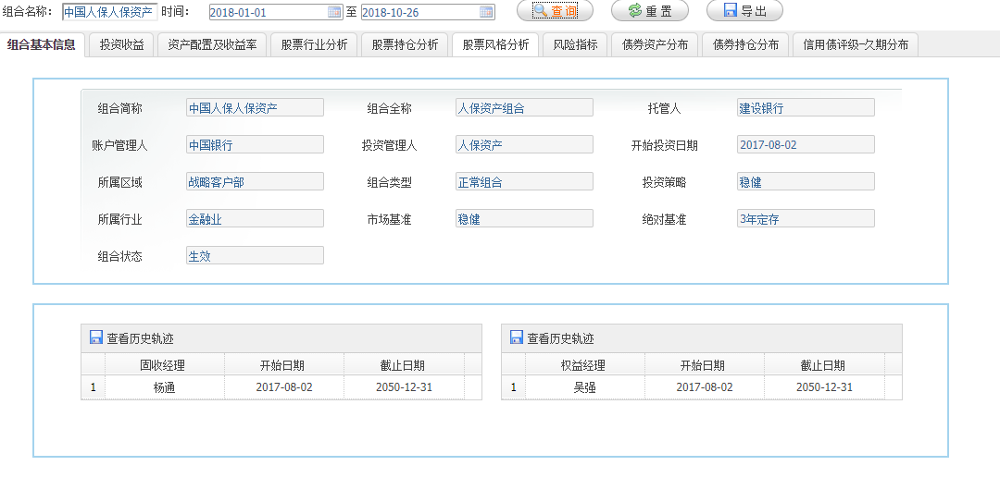 组合名称： 中国人保人保资产 时间： 2018-01-01 至 2018-10-26 查询 重置 导出
组合基本信息 投资收益 资产配置及收益率 股票行业分析 股票持仓分析 股票风格分析 风险指标 债券资产分布 债券持仓分布 信用债评级-久期分布
组合简称 中国人保人保资产 组合全称 人保资产组合 托管人 建设银行
账户管理人 中国银行 投资管理人 人保资产 开始投资日期 2017-08-02
所属区域 战略客户部 组合类型 正常组合 投资策略 稳健
所属行业 金融业 市场基准 稳健 绝对基准 3年定存
组合状态 生效
查看历史轨迹 查看历史轨迹
固收经理 开始日期 截止日期 权益经理 开始日期 截止日期
1 杨通 2017-08-02 2050-12-31 1 吴强 2017-08-02 2050-12-31